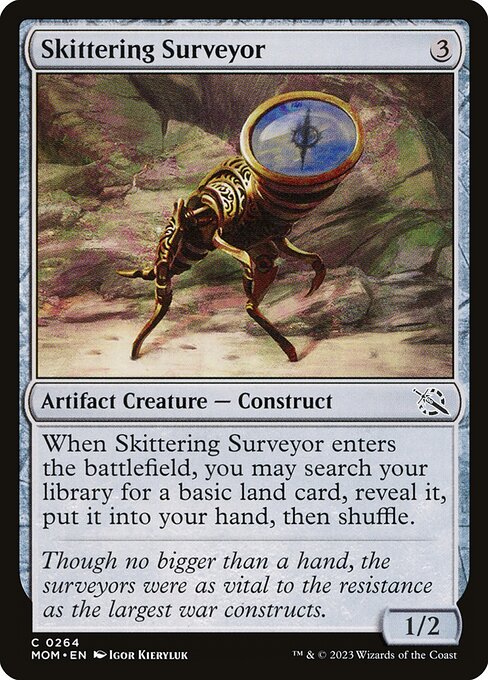 Skittering Surveyor 3
Artifact Creature — Construct
When Skittering Surveyor enters
the battlefield, you may search your
library for a basic land card, reveal it,
put it into your hand, then shuffle.
Though no bigger than a hand, the
surveyors were as vital to the resistance
as the largest war constructs.
1/2
C 0264
MOM • EN Igor Kieryluk ™ & © 2023 Wizards of the Coast